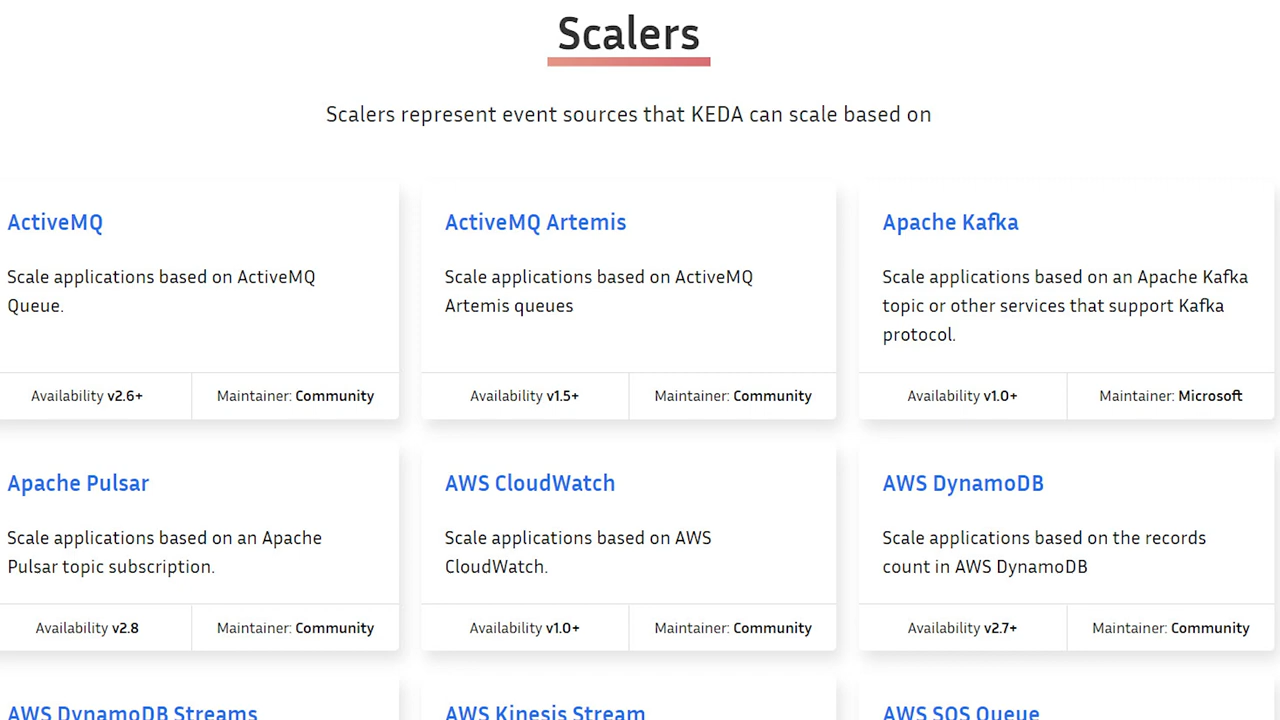 Scalers
Scalers represent event sources that KEDA can scale based on
ActiveMQ
Scale applications based on ActiveMQ
Queue.
Availability v2.6+
Maintainer: Community
ActiveMQ Artemis
Scale applications based on ActiveMQ
Artemis queues
Availability v1.5+
Maintainer: Community
Apache Kafka
Scale applications based on an Apache Kafka
topic or other services that support Kafka
protocol.
Availability v1.0+
Maintainer: Microsoft
Apache Pulsar
Scale applications based on an Apache
Pulsar topic subscription.
Availability v2.8
Maintainer: Community
AWS CloudWatch
Scale applications based on AWS
CloudWatch.
Availability v1.0+
Maintainer: Community
AWS DynamoDB
Scale applications based on the records
count in AWS DynamoDB
Availability v2.7+
Maintainer: Community
AWS DynamoDB Streams
AWS Kinesis Stream
AWS SQS Queue